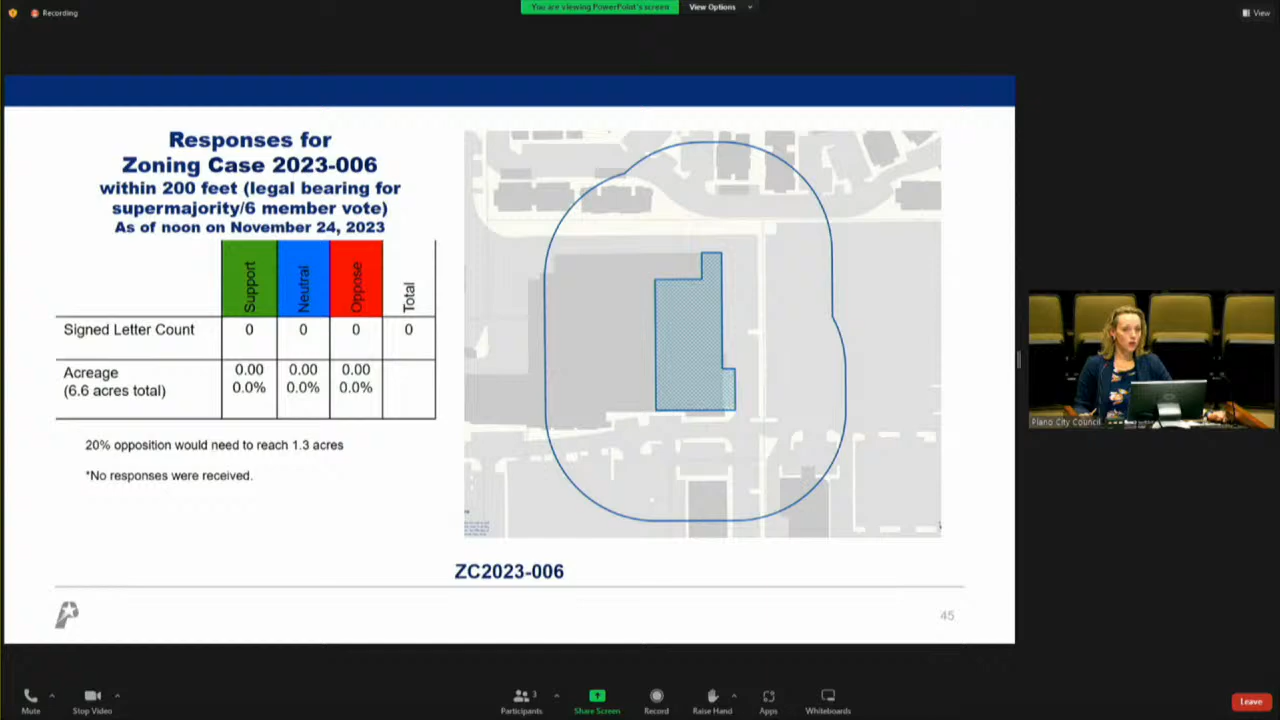 Recording
You are viewing PowerPoint's screen
View Options
View
Responses for
Zoning Case 2023-006
within 200 feet (legal bearing for
supermajority/6 member vote)
As of noon on November 24, 2023
Support
Neutral
Oppose
Total
Signed Letter Count 0 0 0 0
Acreage 0.00 0.00 0.00
(6.6 acres total) 0.0% 0.0% 0.0%
20% opposition would need to reach 1.3 acres
*No responses were received.
ZC2023-006
45
Plano City Council
Mute
Stop Video
Participants 3
Share Screen
Record
Raise Hand
Apps
Whiteboards
Leave